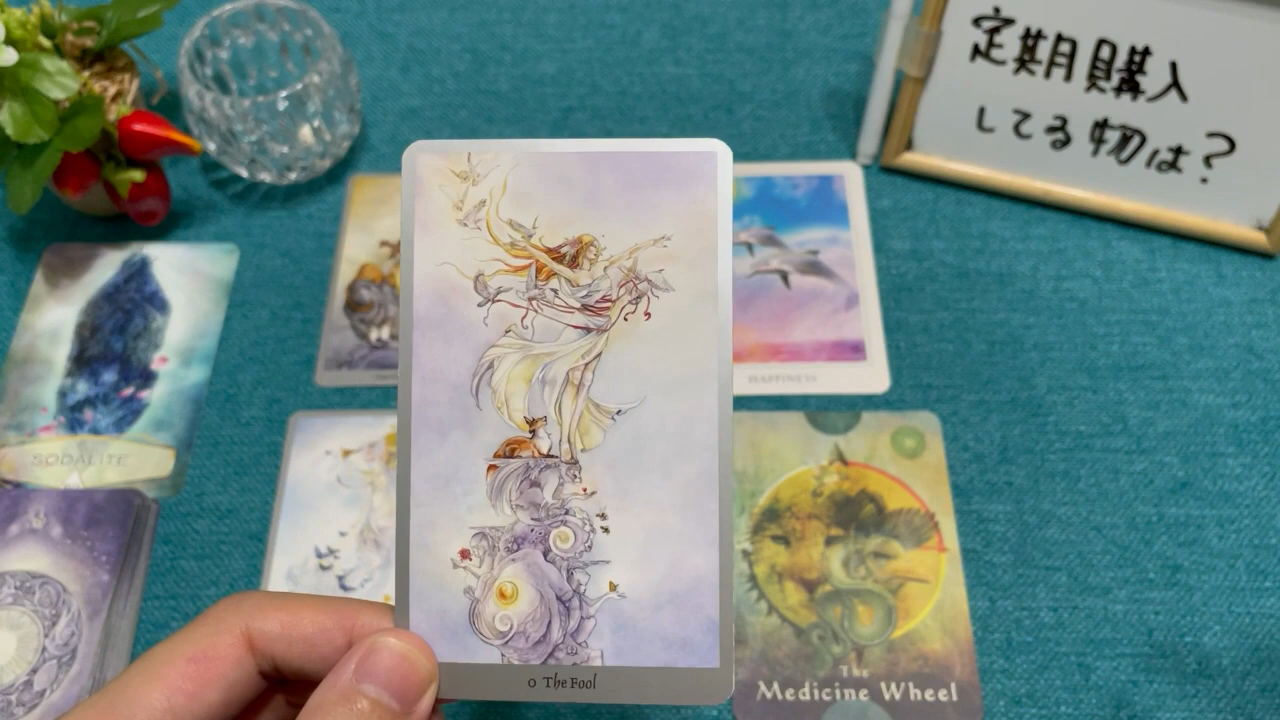 定期購入
してる物は?
HAPPINESS
SODALITE
0 The Fool
The
Medicine Wheel